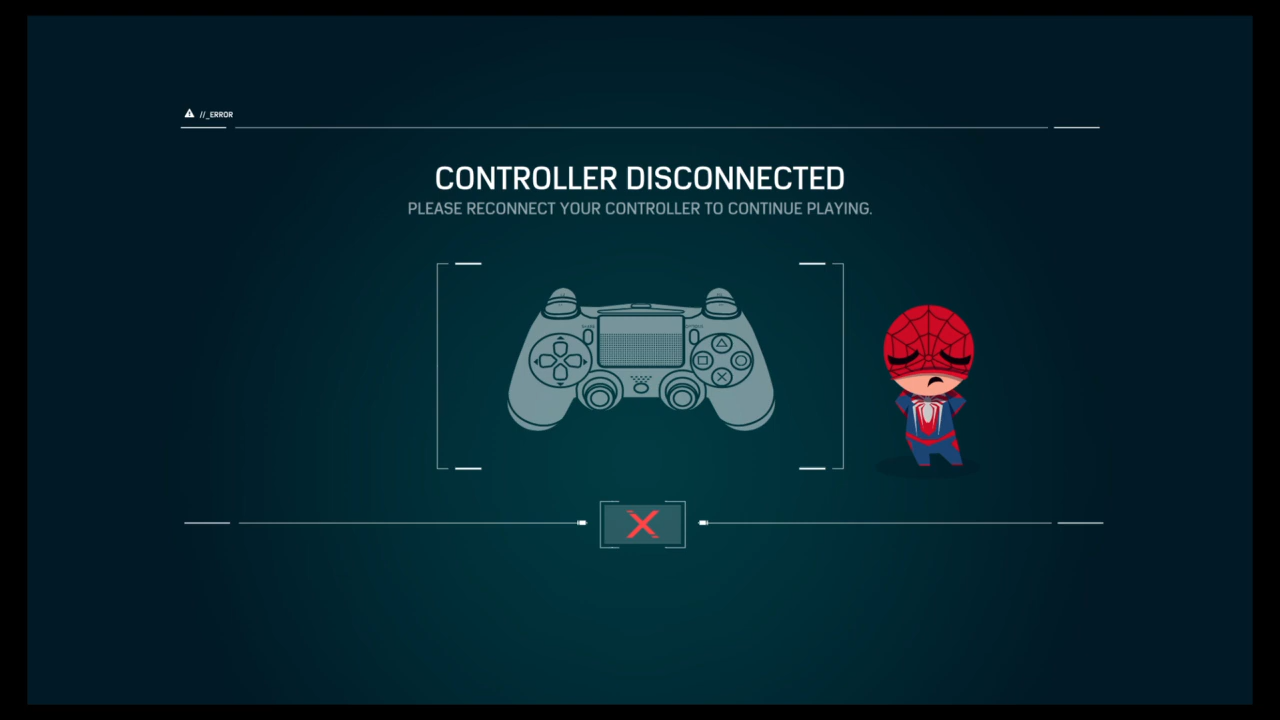 //_ERROR
CONTROLLER DISCONNECTED
PLEASE RECONNECT YOUR CONTROLLER TO CONTINUE PLAYING.